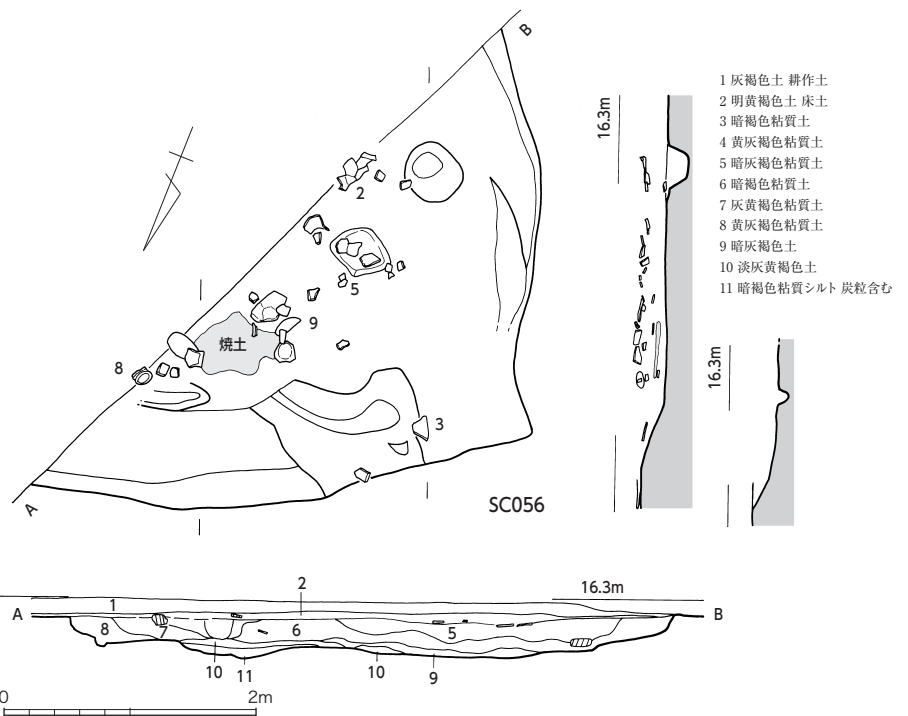 B
16.3m
1 灰褐色土 耕作土
2 明黄褐色土 床土
3 暗褐色粘質土
4 黄灰褐色粘質土
5 暗灰褐色粘質土
6 暗褐色粘質土
7 灰黄褐色粘質土
8 黄灰褐色粘質土
9 暗灰褐色土
10 淡灰黄褐色土
11 暗褐色粘質シルト 炭粒含む
2
5
9
焼土
8
3
16.3m
A
SC056
2
16.3m
A
1
B
8
7
6
5
10
11
10
9
0
2m